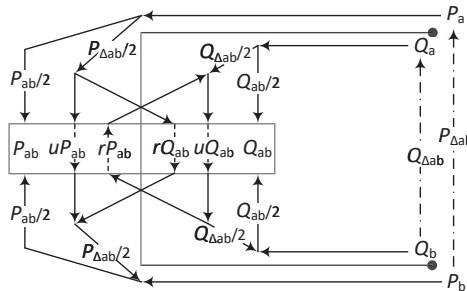 P_a
P_Δab/2
Q_Δab/2
Q_a
P_ab/2
Q_ab/2
P_Δab
P_ab
uP_ab
rP_ab
rQ_ab
uQ_ab
Q_ab
Q_Δab
P_ab/2
Q_ab/2
P_Δab/2
Q_Δab/2
Q_b
P_b